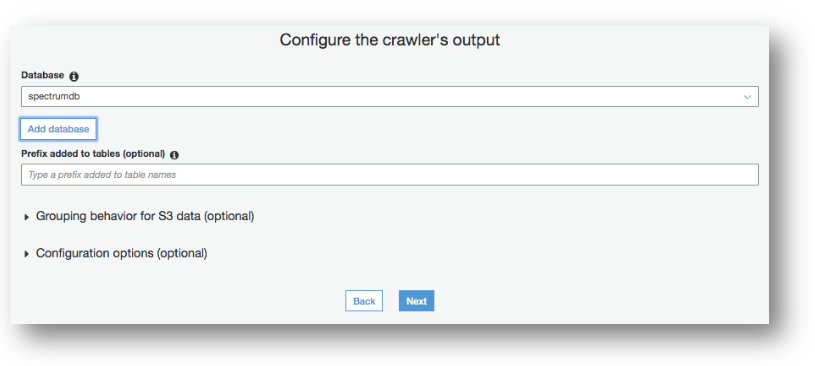 Configure the crawler's output
Database
spectrumdb
Add database
Prefix added to tables (optional)
Type a prefix added to table names
Grouping behavior for S3 data (optional)
Configuration options (optional)
Back Next